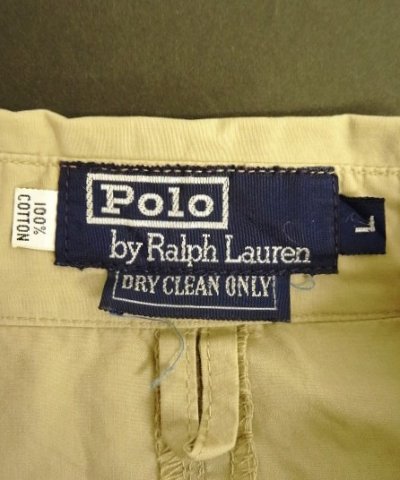 Polo
by Ralph Lauren
DRY CLEAN ONLY
100%
COTTON
L